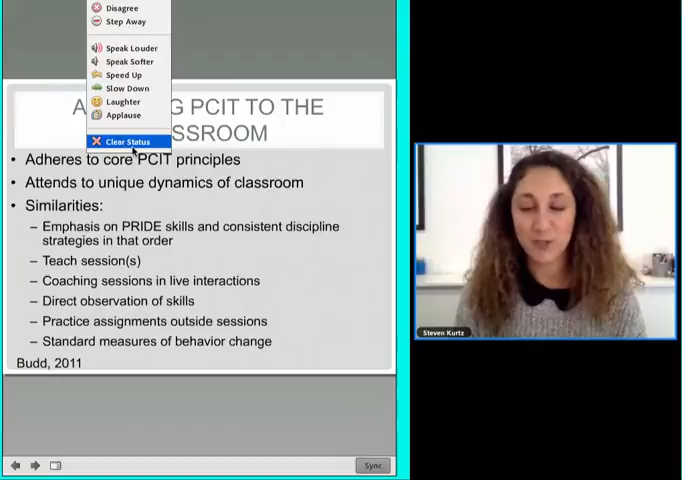 Disagree
Step Away
Speak Louder
Speak Softer
Speed Up
Slow Down
Laughter
Applause
Clear Status
A G PCIT TO THE
SSROOM
• Adheres to core PCIT principles
• Attends to unique dynamics of classroom
• Similarities:
– Emphasis on PRIDE skills and consistent discipline
strategies in that order
– Teach session(s)
– Coaching sessions in live interactions
– Direct observation of skills
– Practice assignments outside sessions
– Standard measures of behavior change
Budd, 2011
Sync
Steven Kurtz